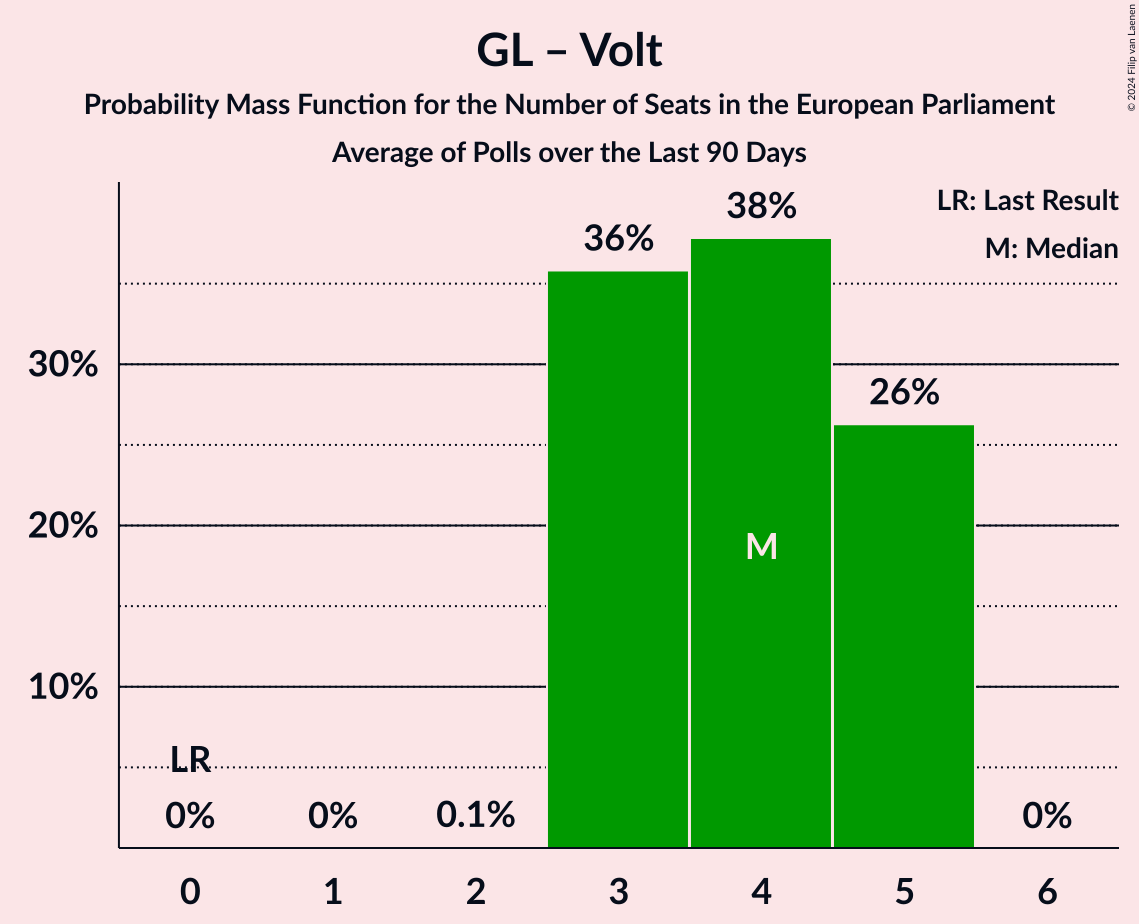 GL – Volt
Probability Mass Function for the Number of Seats in the European Parliament
Average of Polls over the Last 90 Days
© 2024 Filip van Laenen
LR: Last Result
M: Median
38%
36%
30%
26%
20%
M
10%
LR
0%
0%
0.1%
0%
0 1 2 3 4 5 6